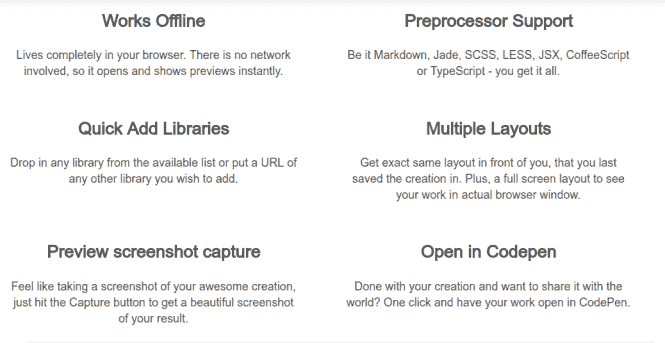 Works Offline
Lives completely in your browser. There is no network
involved, so it opens and shows previews instantly.
Preprocessor Support
Be it Markdown, Jade, SCSS, LESS, JSX, CoffeeScript
or TypeScript - you get it all.
Quick Add Libraries
Drop in any library from the available list or put a URL of
any other library you wish to add.
Multiple Layouts
Get exact same layout in front of you, that you last
saved the creation in. Plus, a full screen layout to see
your work in actual browser window.
Preview screenshot capture
Feel like taking a screenshot of your awesome creation,
just hit the Capture button to get a beautiful screenshot
of your result.
Open in Codepen
Done with your creation and want to share it with the
world? One click and have your work open in CodePen.